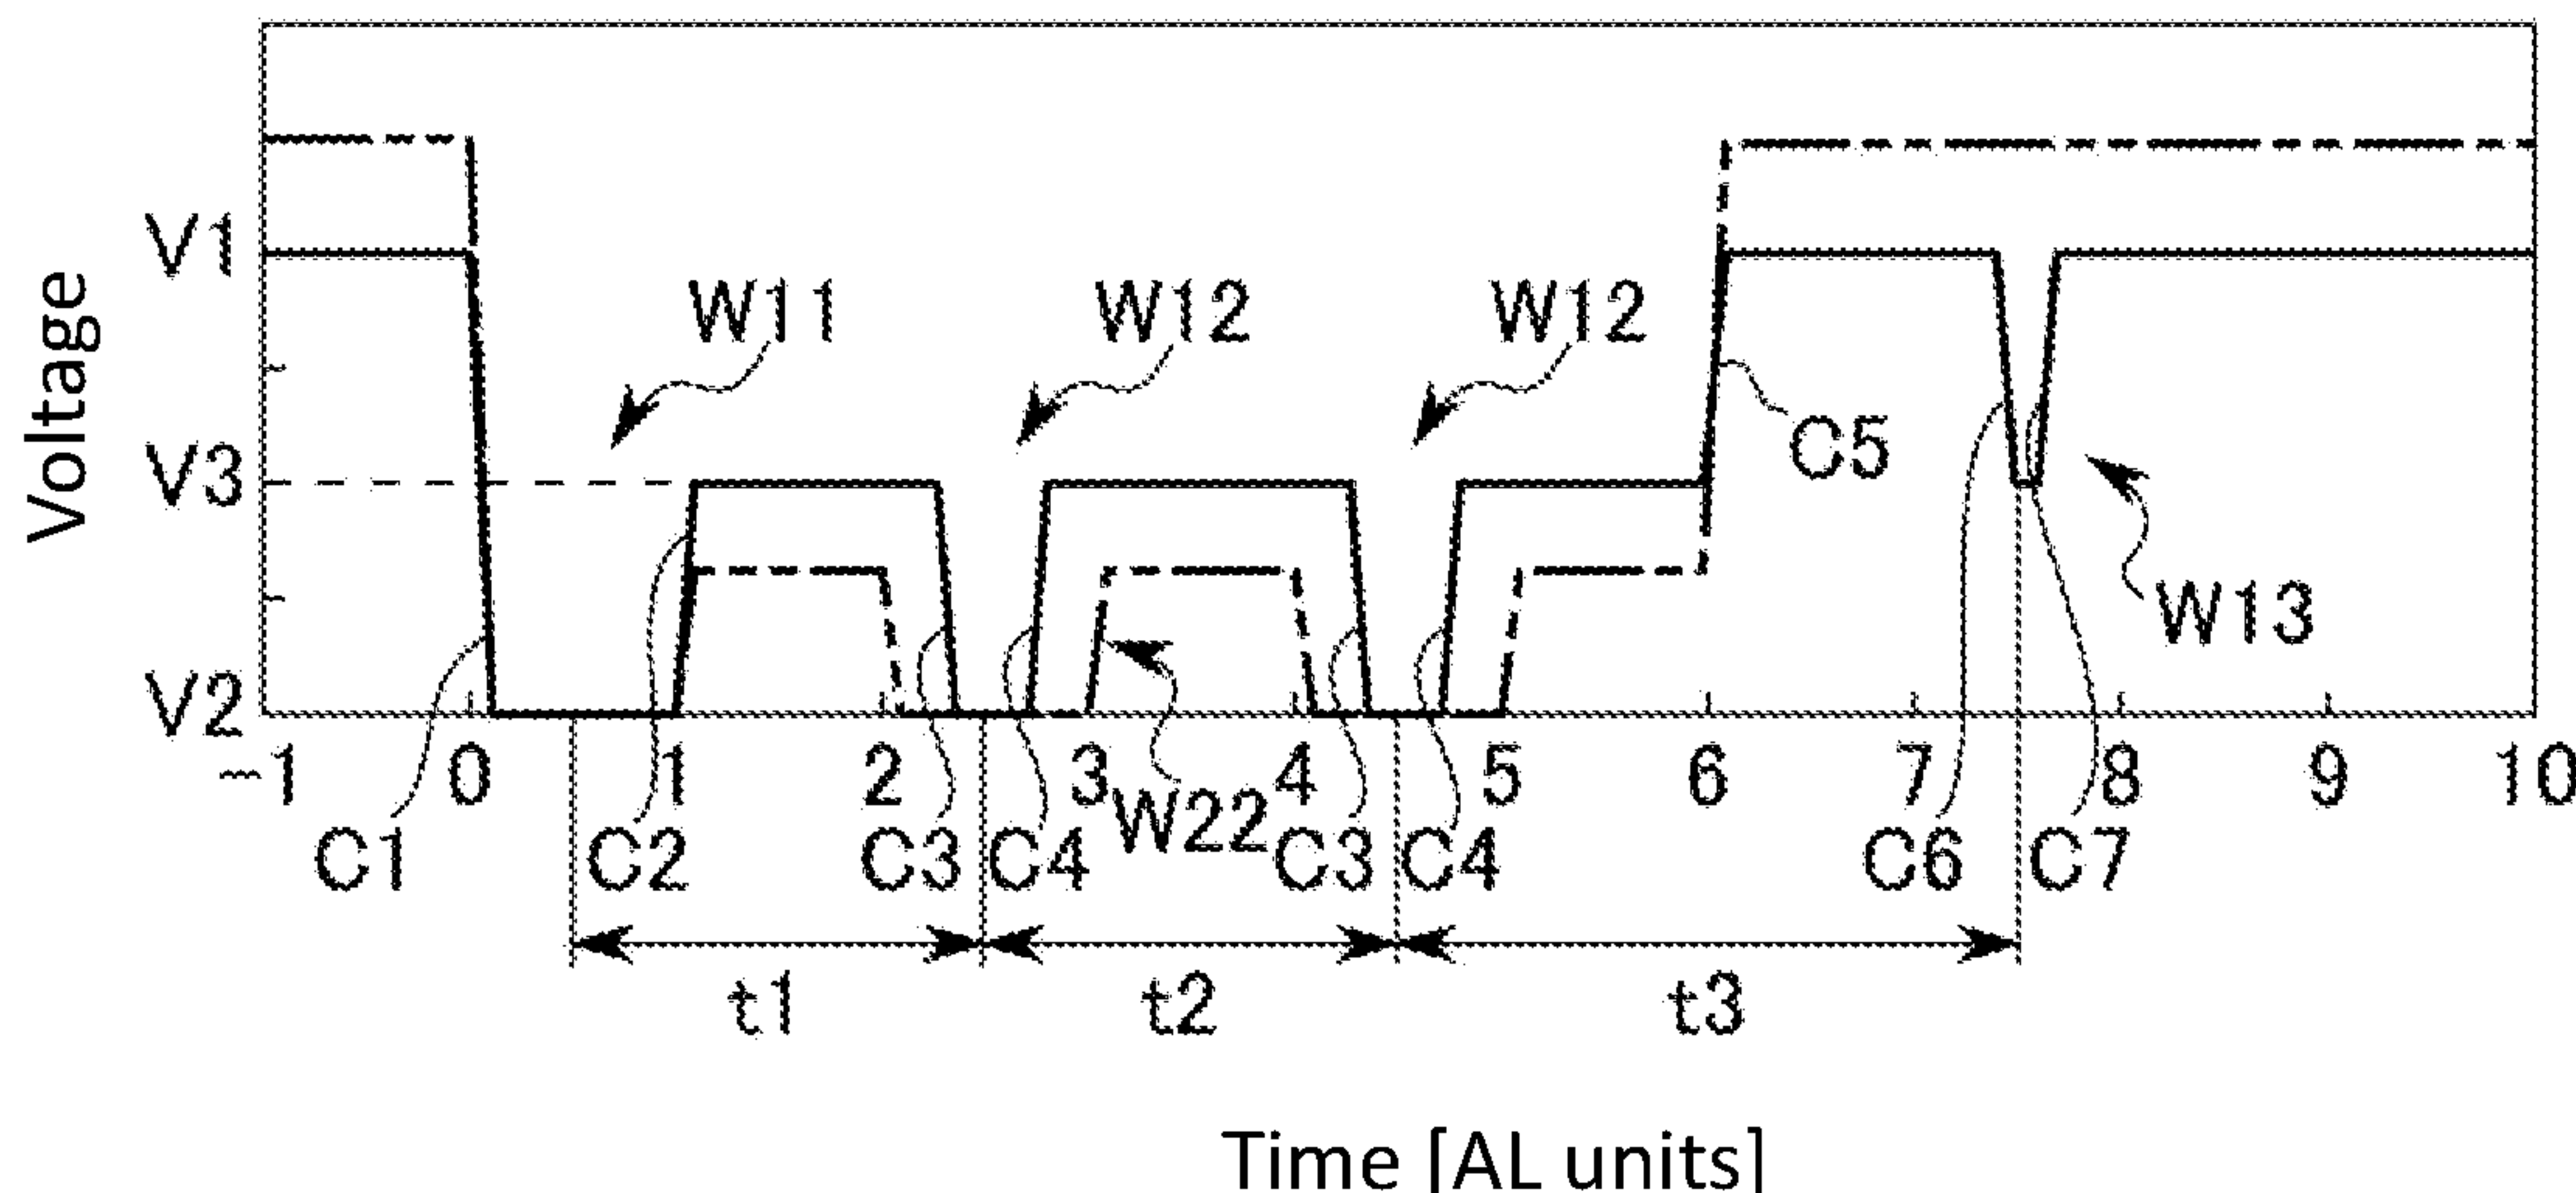 Voltage
V1
V3
V2
W11
W12
W12
C5
W13
-1 0 1 2 3 4 5 6 7 8 9 10
W22
C1 C2 C3 C4 C3 C4 C6 C7
t1 t2 t3
Time [AL units]